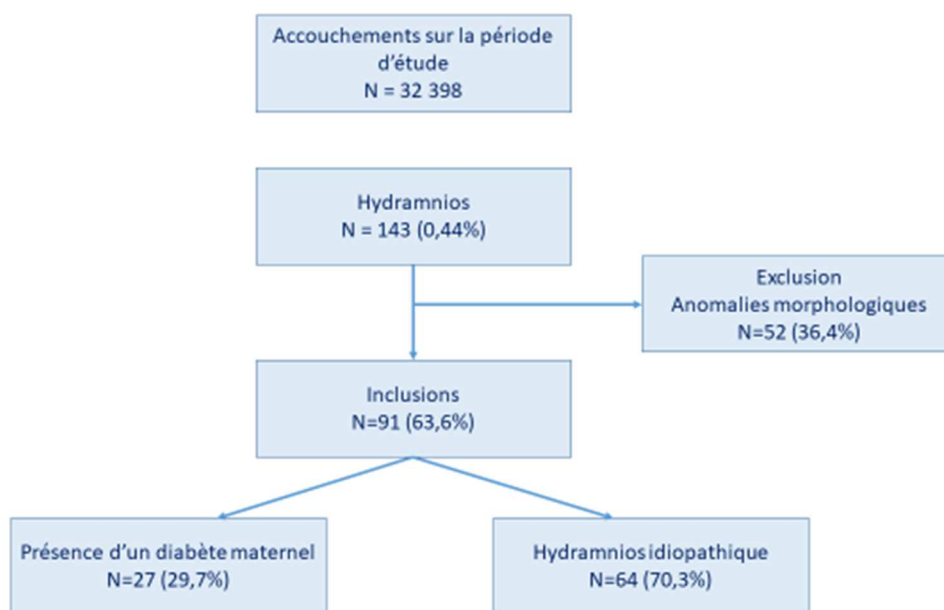 Accouchements sur la période
d'étude
N = 32 398
Hydramnios
N = 143 (0,44%)
Exclusion
Anomalies morphologiques
N=52 (36,4%)
Inclusions
N=91 (63,6%)
Présence d'un diabète maternel
N=27 (29,7%)
Hydramnios idiopathique
N=64 (70,3%)